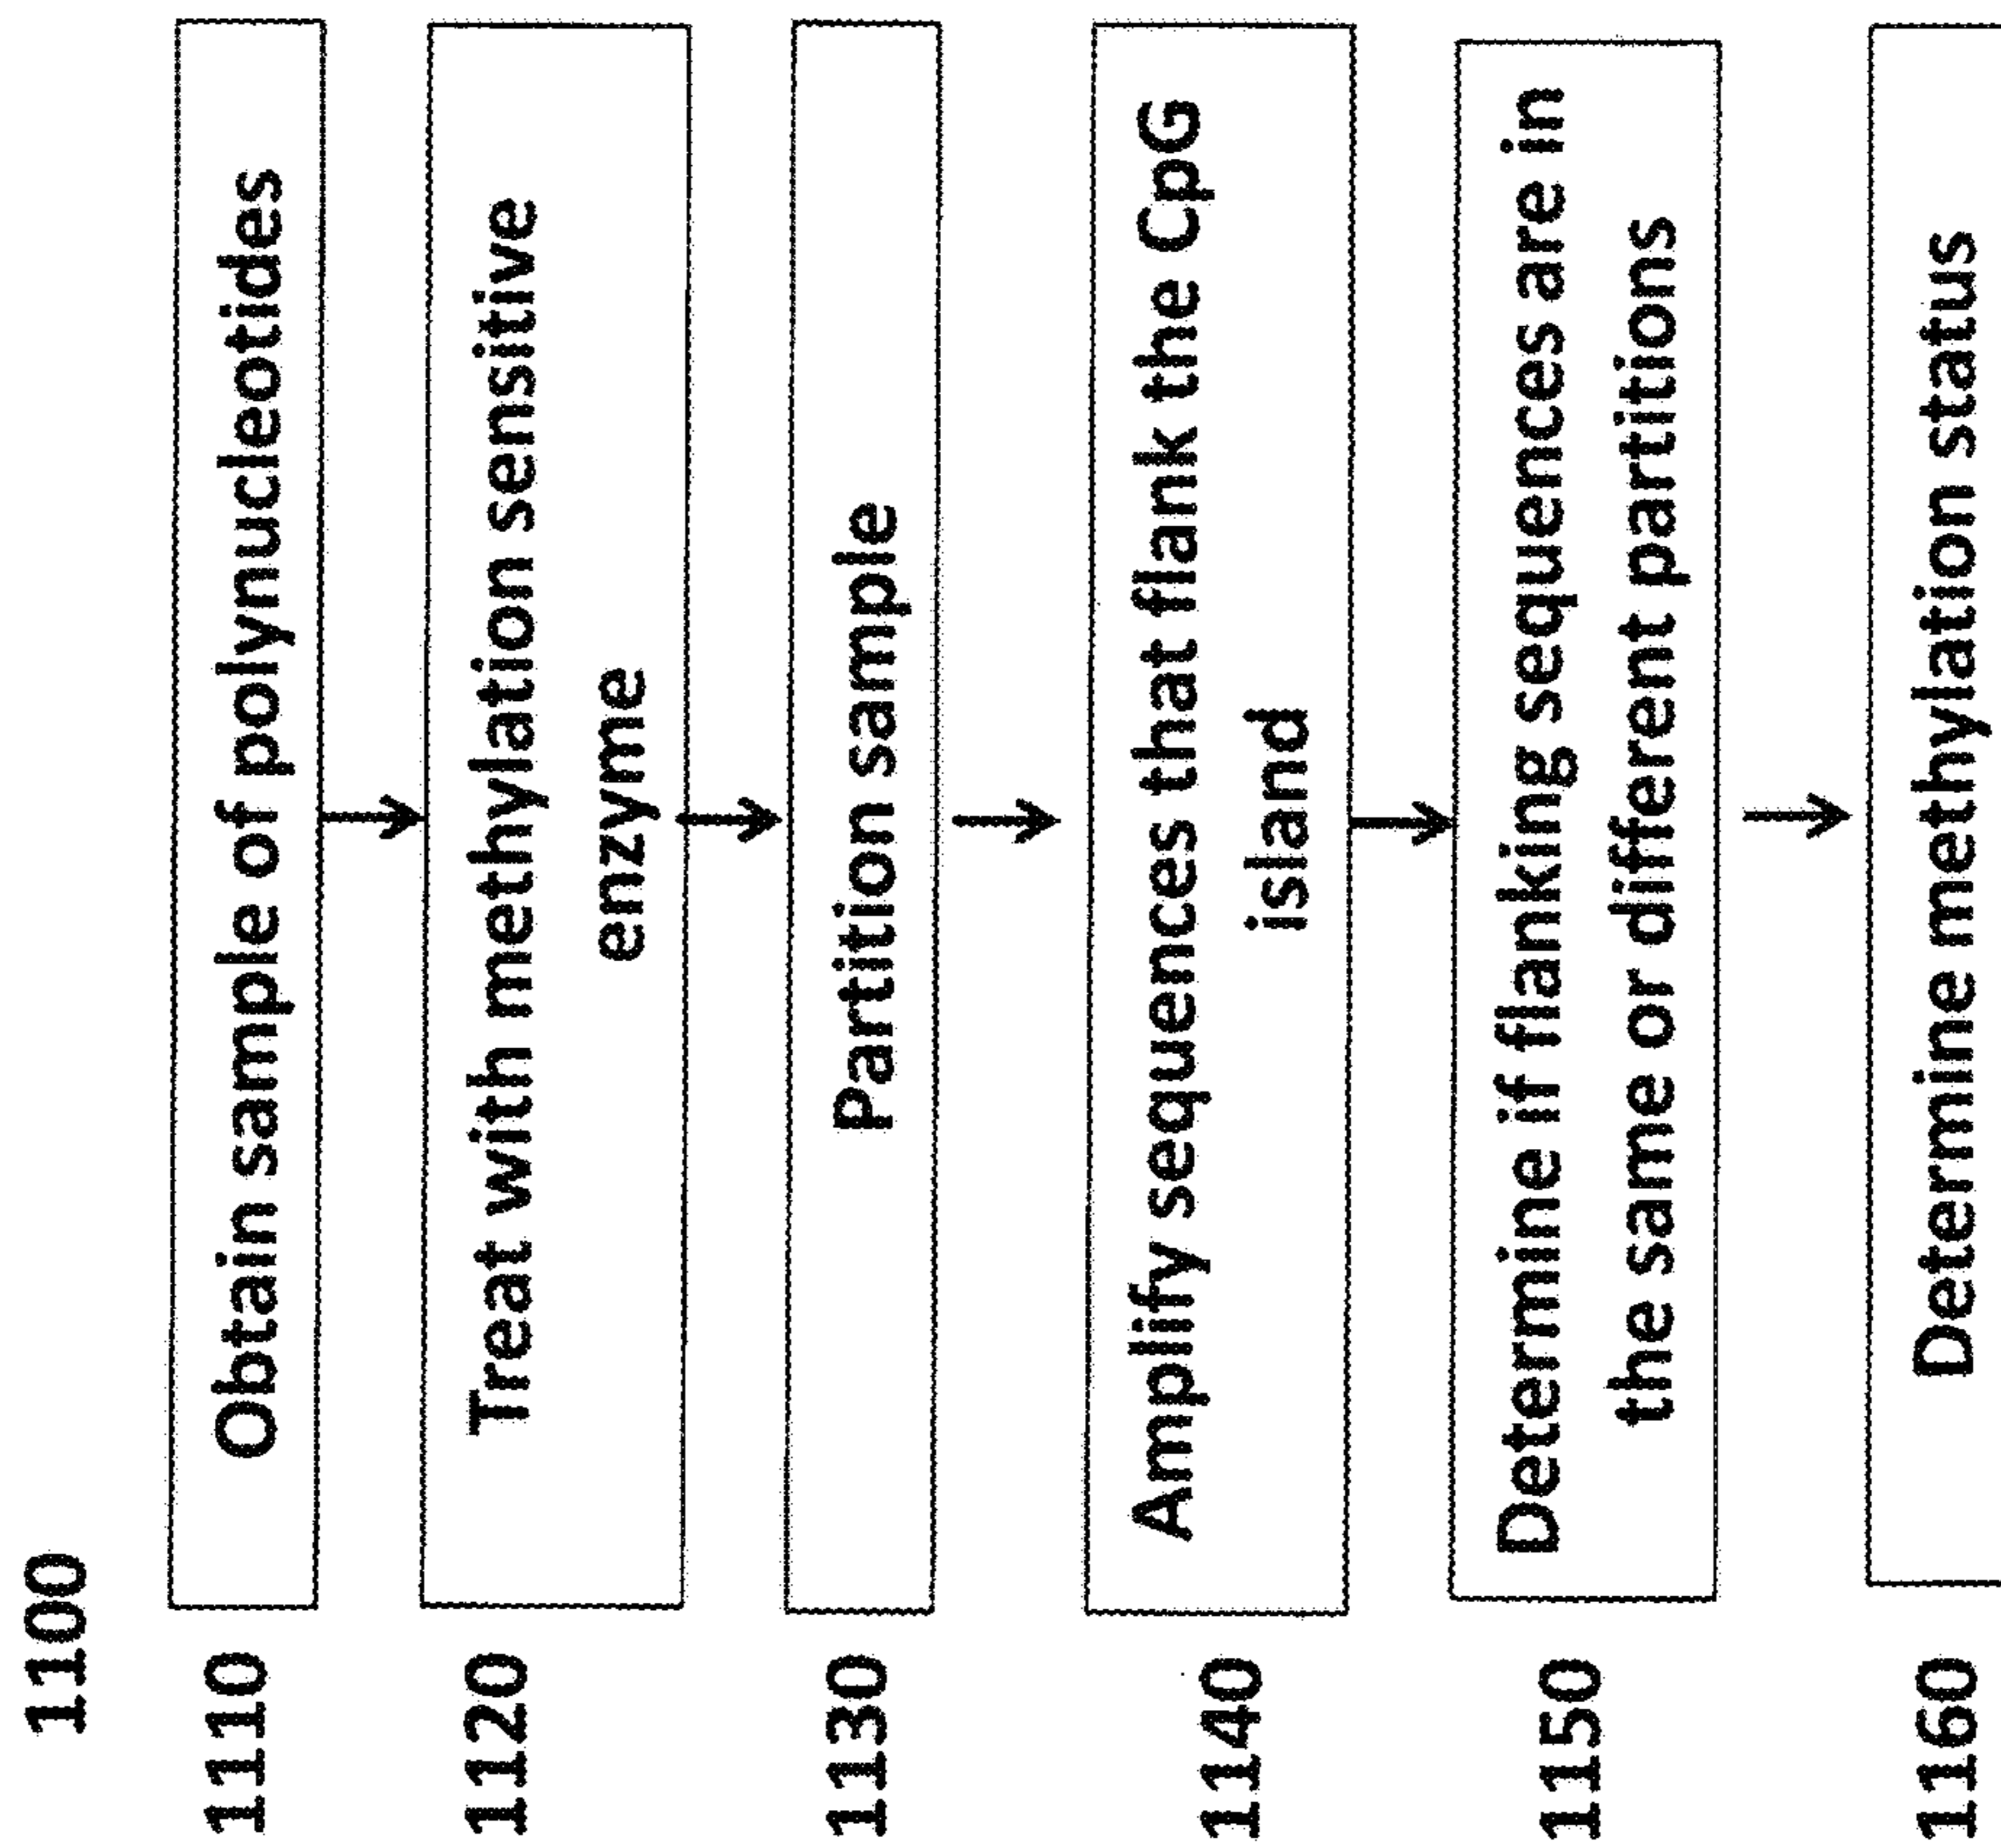 1100
1110
Obtain sample of polynucleotides
1120
Treat with methylation sensitive
enzyme
1130
Partition sample
1140
Amplify sequences that flank the CpG
island
1150
Determine if flanking sequences are in
the same or different partitions
1160
Determine methylation status